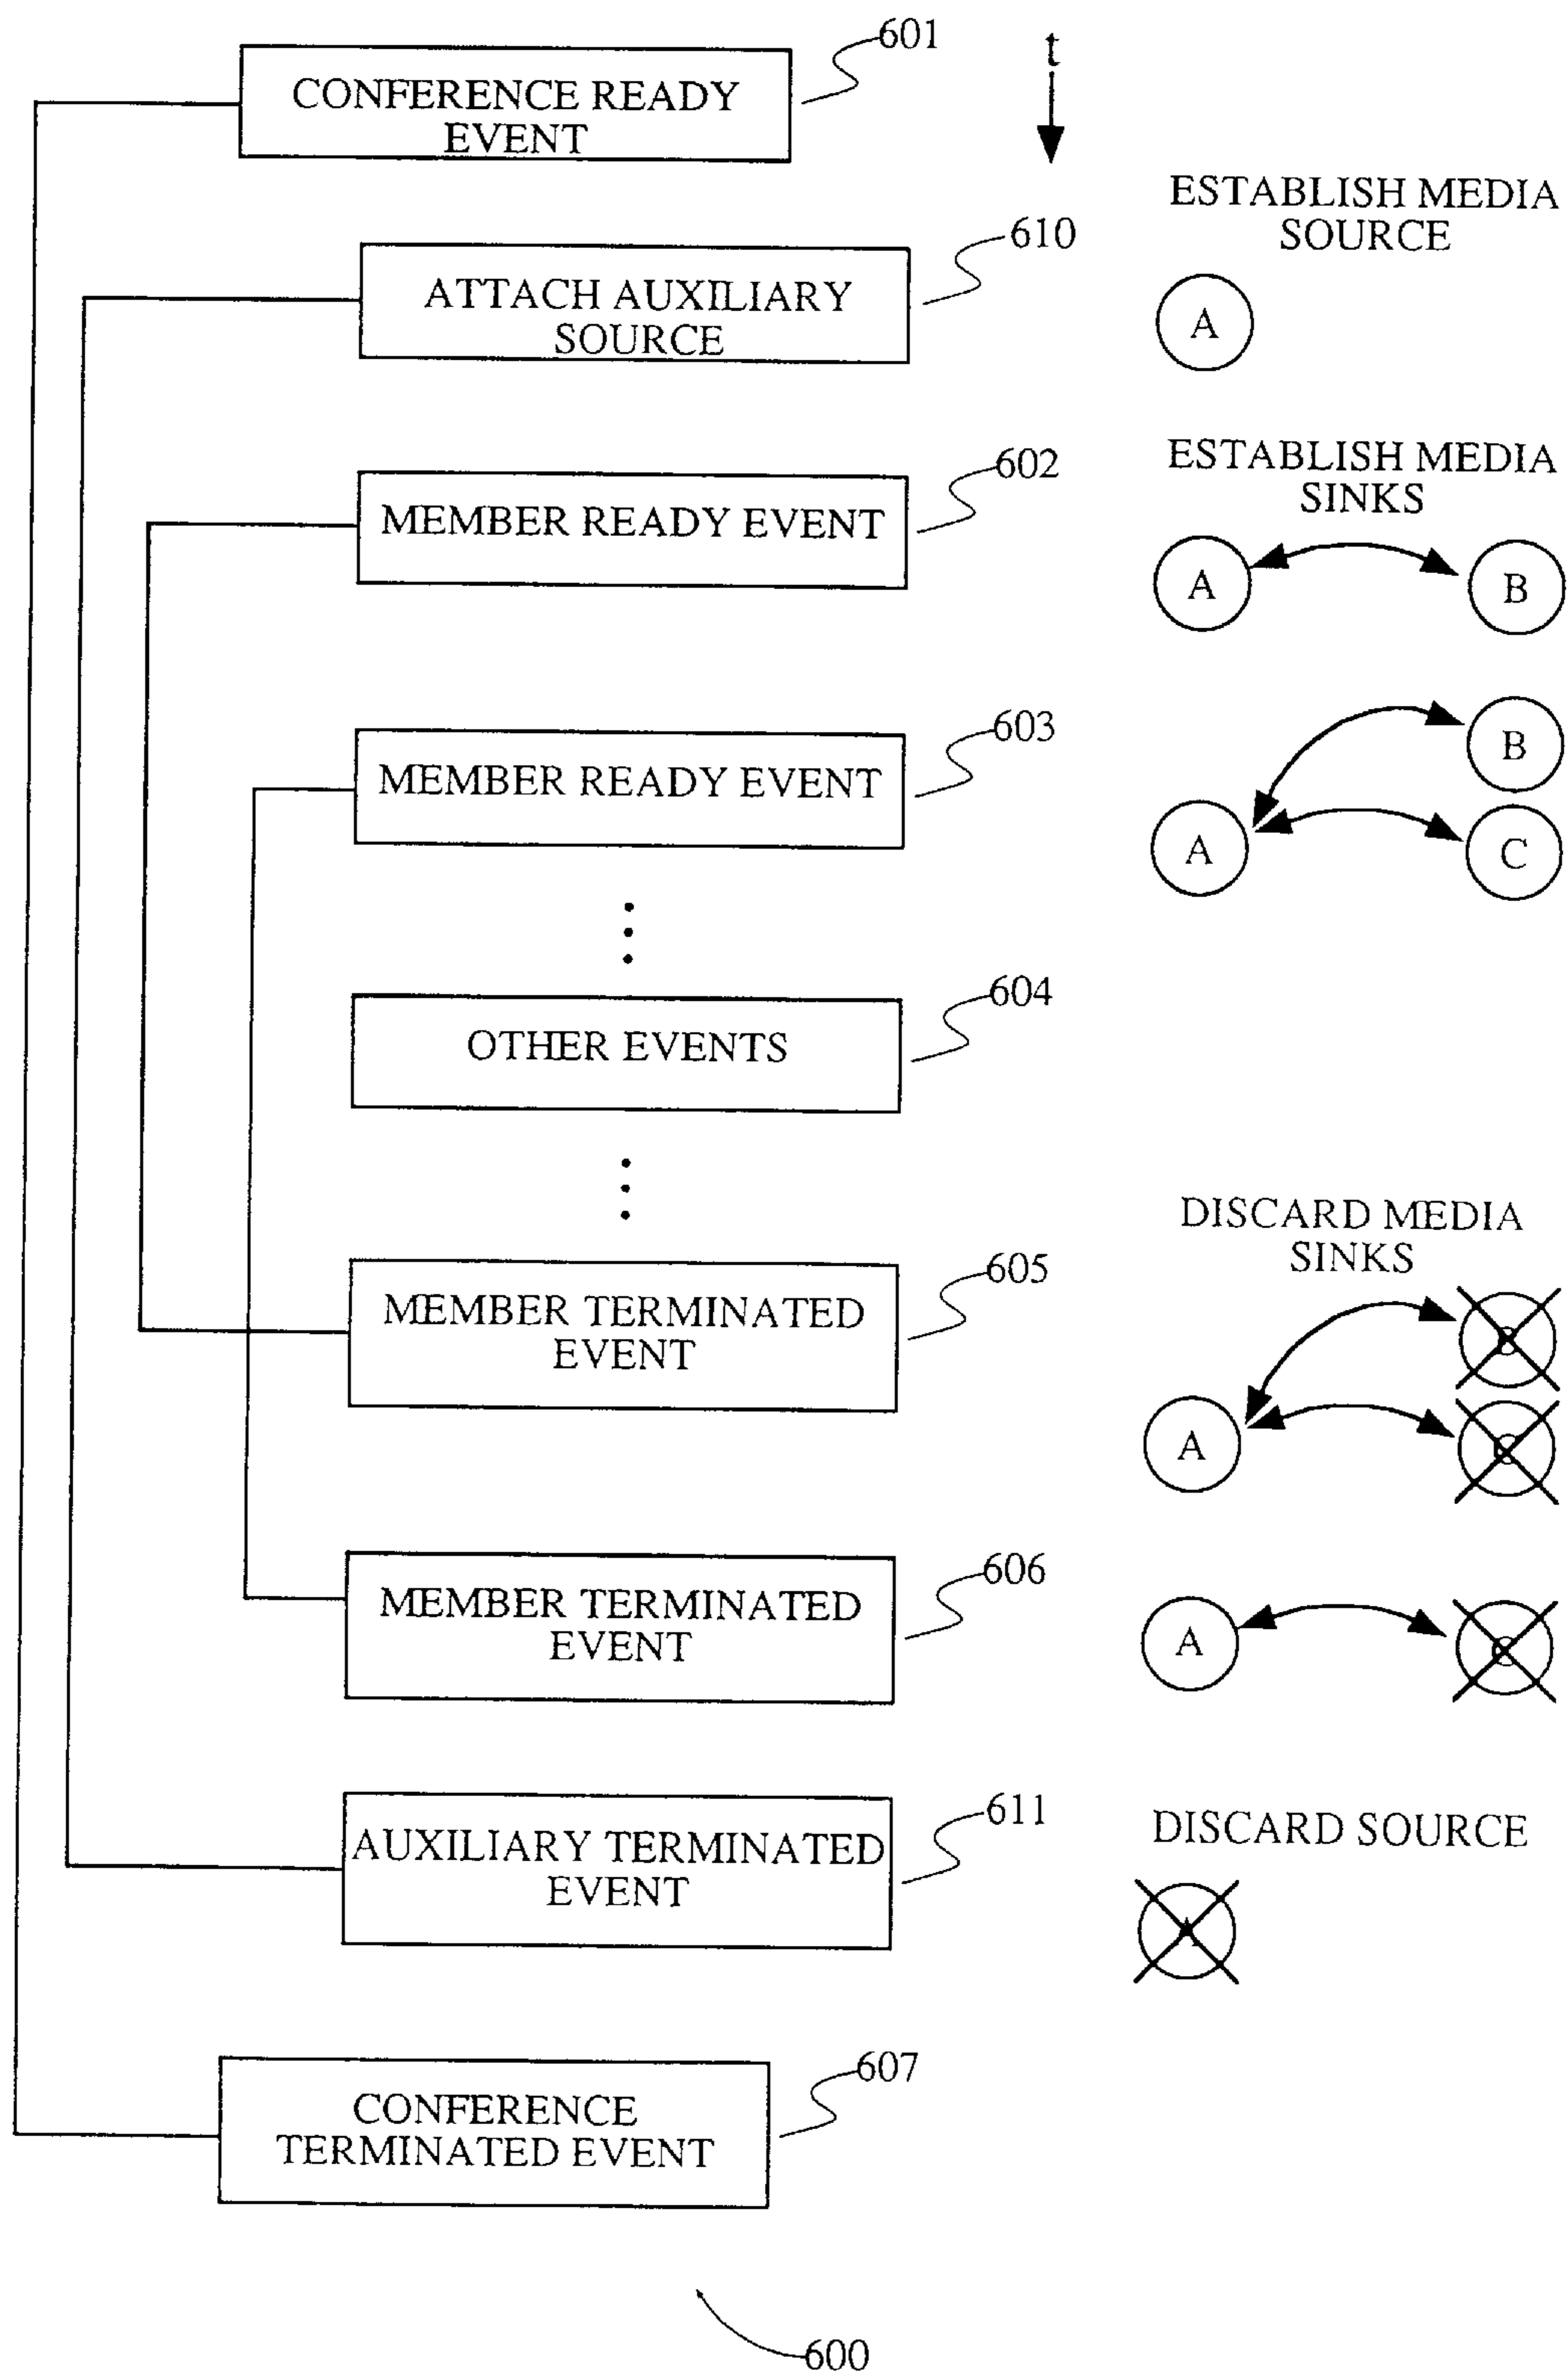 601
t
CONFERENCE READY
EVENT
ESTABLISH MEDIA
SOURCE
610
ATTACH AUXILIARY
SOURCE
A
ESTABLISH MEDIA
SINKS
602
MEMBER READY EVENT
A
B
603
MEMBER READY EVENT
B
A
C
604
OTHER EVENTS
DISCARD MEDIA
SINKS
605
MEMBER TERMINATED
EVENT
A
C
606
MEMBER TERMINATED
EVENT
A
C
611
DISCARD SOURCE
AUXILIARY TERMINATED
EVENT
A
607
CONFERENCE
TERMINATED EVENT
600